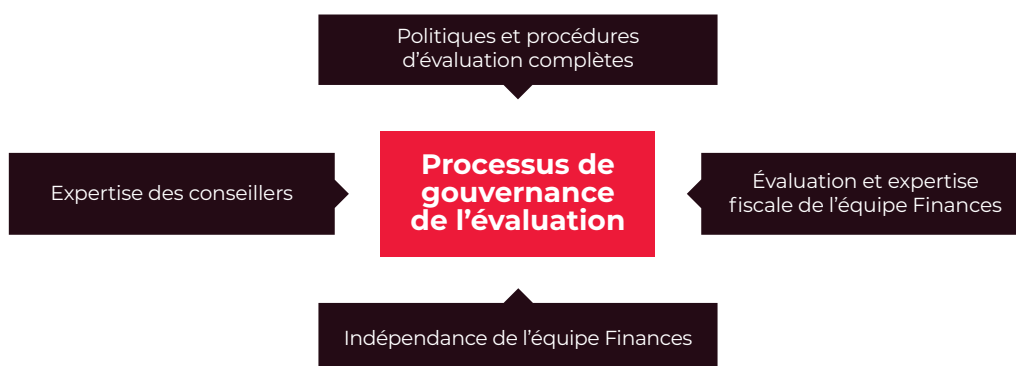 Politiques et procédures
d’évaluation complètes
Expertise des conseillers
Processus de
gouvernance
de l’évaluation
Évaluation et expertise
fiscale de l’équipe Finances
Indépendance de l’équipe Finances